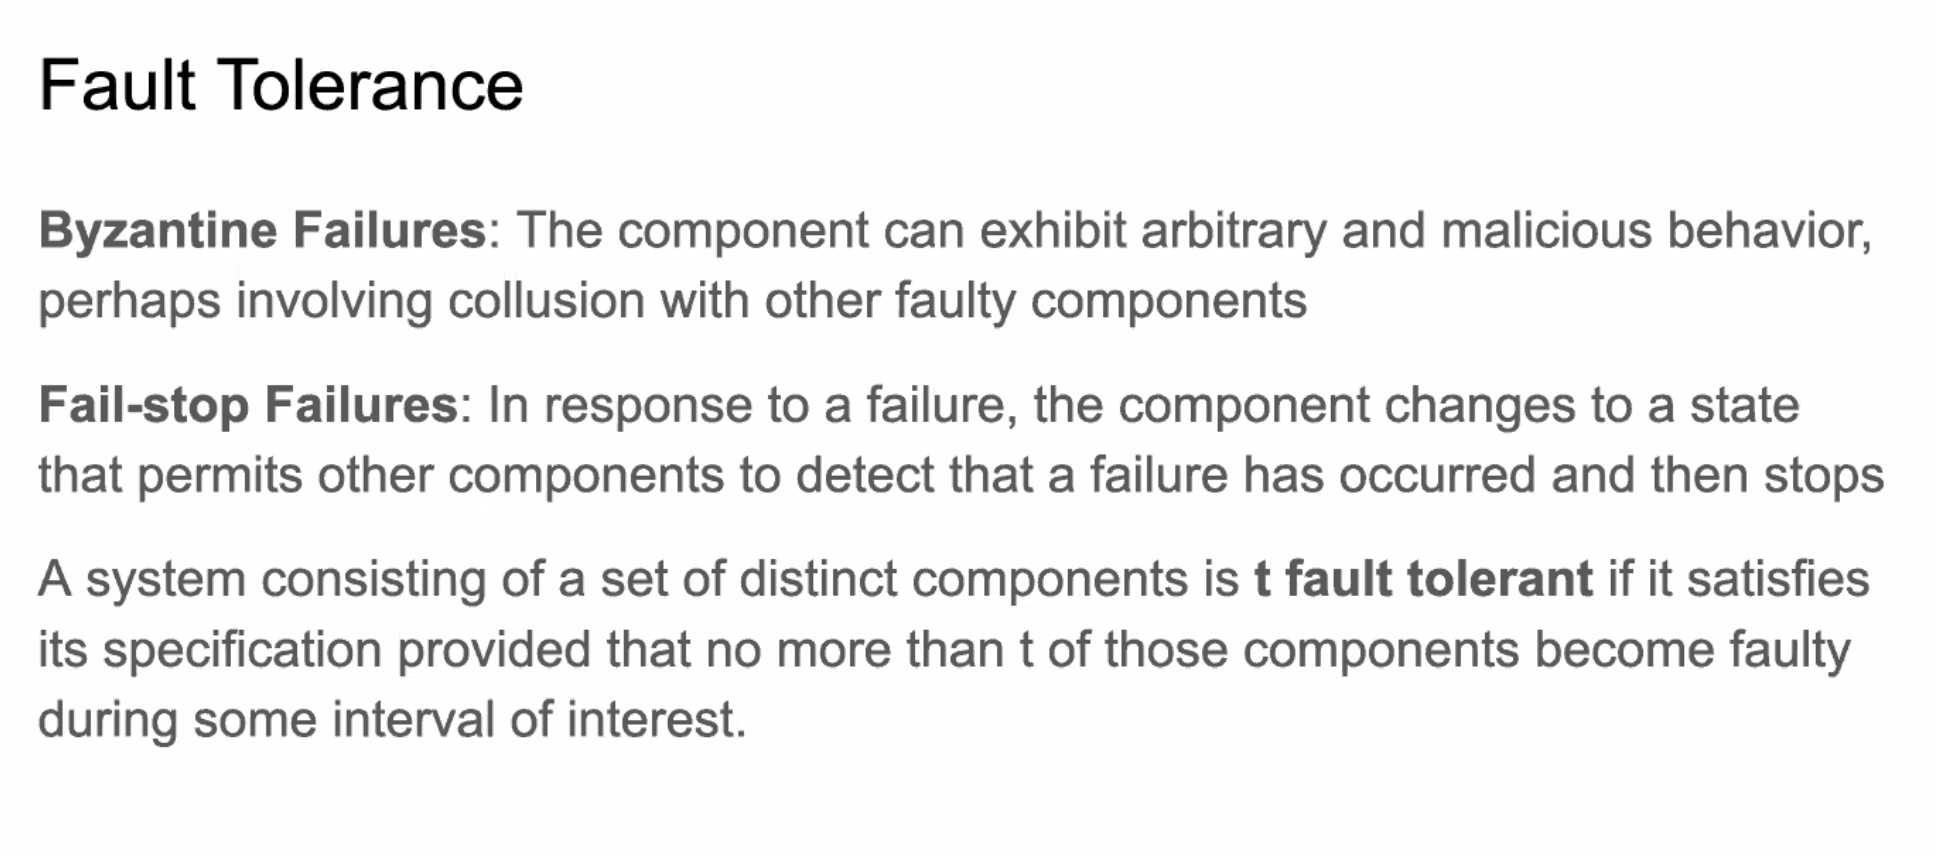 Fault Tolerance
Byzantine Failures: The component can exhibit arbitrary and malicious behavior,
perhaps involving collusion with other faulty components
Fail-stop Failures: In response to a failure, the component changes to a state
that permits other components to detect that a failure has occurred and then stops
A system consisting of a set of distinct components is t fault tolerant if it satisfies
its specification provided that no more than t of those components become faulty
during some interval of interest.